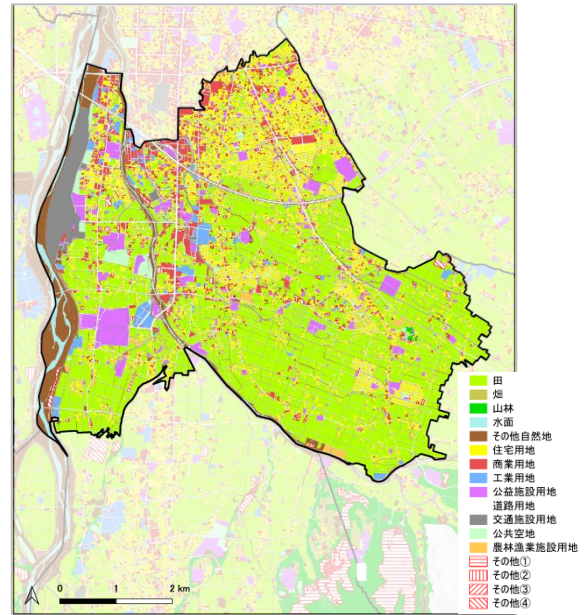 田
畑
山林
水面
その他自然地
住宅用地
商業用地
工業用地
公益施設用地
道路用地
交通施設用地
公共空地
農林漁業施設用地
その他①
その他②
その他③
その他④
0 1 2 km